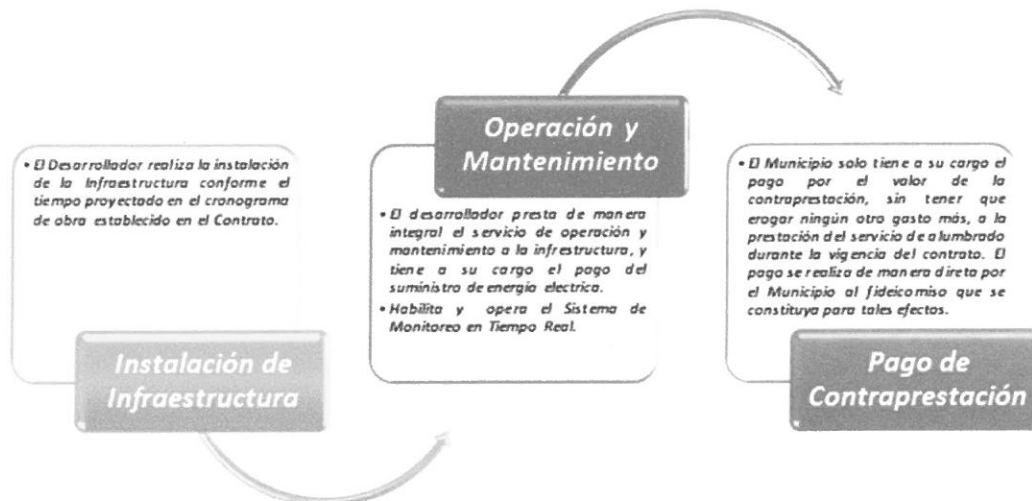 • El Desarrollador realiza la instalación
de la Infraestructura conforme el
tiempo proyectado en el cronograma
de obra establecido en el Contrato.
Instalación de
Infraestructura
Operación y
Mantenimiento
• El desarrollador presta de manera
integral el servicio de operación y
mantenimiento a la infrestructura, y
tiene a su cargo el pago del
suministro de energía electrica.
• Habilita y opera el Sistema de
Monitoreo en Tiempo Real.
• El Municipio solo tiene a su cargo el
pago por el valor de la
contraprestación, sin tener que
erogar ningún otro gasto más, a la
prestación del servicio de alumbrado
durante la vigencia del contrato. El
pago se realiza de manera direta por
el Municipio al fideicomiso que se
constituya para tales efectos.
Pago de
Contraprestación